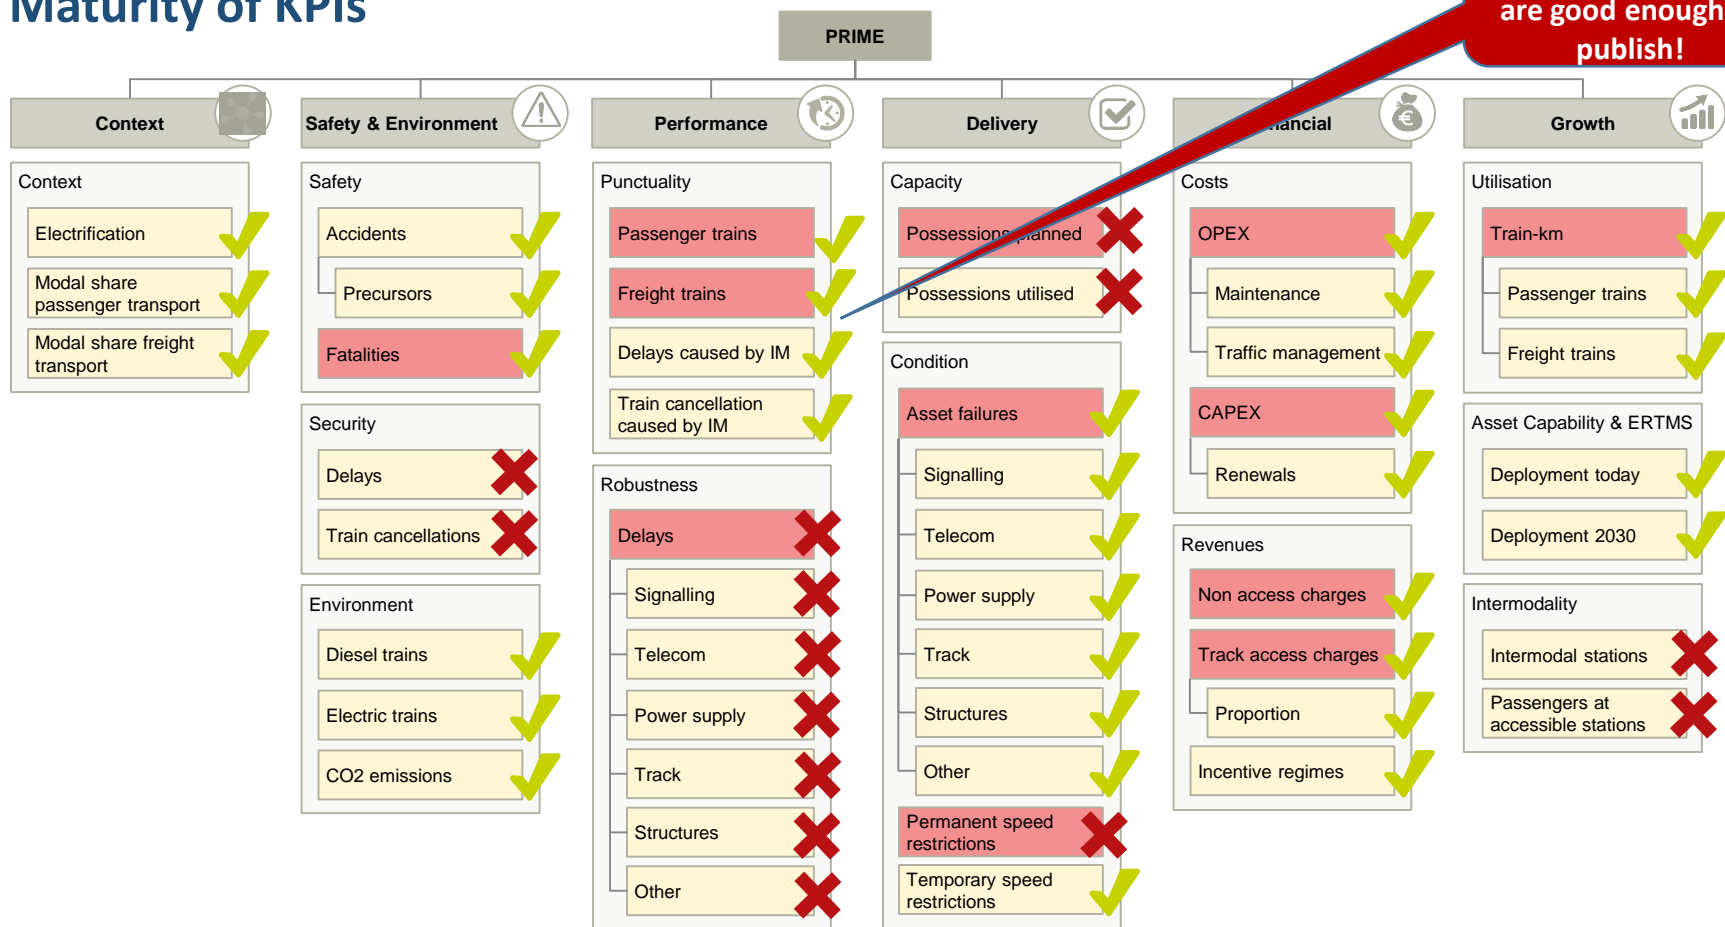 Maturity of KPIs
are good enough
publish!
PRIME
Context
Safety & Environment
Performance
Delivery
Financial
Growth
Context
Electrification
Modal share
passenger transport
Modal share freight
transport
Safety
Accidents
Precursors
Fatalities
Security
Delays
Train cancellations
Environment
Diesel trains
Electric trains
CO2 emissions
Punctuality
Passenger trains
Freight trains
Delays caused by IM
Train cancellation
caused by IM
Robustness
Delays
Signalling
Telecom
Power supply
Track
Structures
Other
Capacity
Possessions planned
Possessions utilised
Condition
Asset failures
Signalling
Telecom
Power supply
Track
Structures
Other
Permanent speed
restrictions
Temporary speed
restrictions
Costs
OPEX
Maintenance
Traffic management
CAPEX
Renewals
Revenues
Non access charges
Track access charges
Proportion
Incentive regimes
Utilisation
Train-km
Passenger trains
Freight trains
Asset Capability & ERTMS
Deployment today
Deployment 2030
Intermodality
Intermodal stations
Passengers at
accessible stations